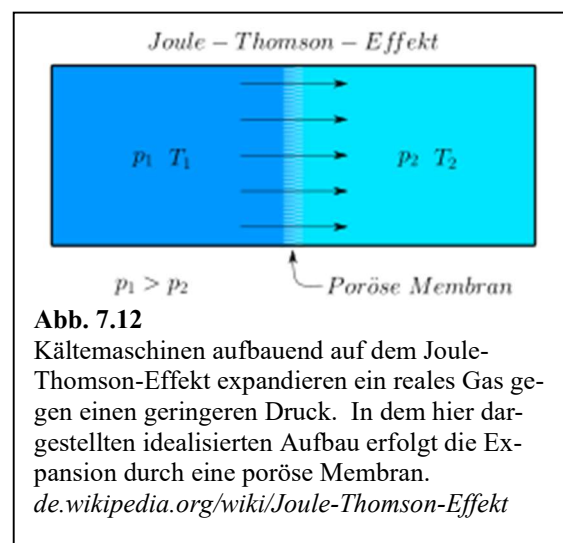 Joule – Thomson – Effekt
p₁ T₁
p₂ T₂
p₁ > p₂
Poröse Membran
Abb. 7.12
Kältemaschinen aufbauend auf dem Joule-
Thomson-Effekt expandieren ein reales Gas ge-
gen einen geringeren Druck. In dem hier dar-
gestellten idealisierten Aufbau erfolgt die Ex-
pansion durch eine poröse Membran.
de.wikipedia.org/wiki/Joule-Thomson-Effekt